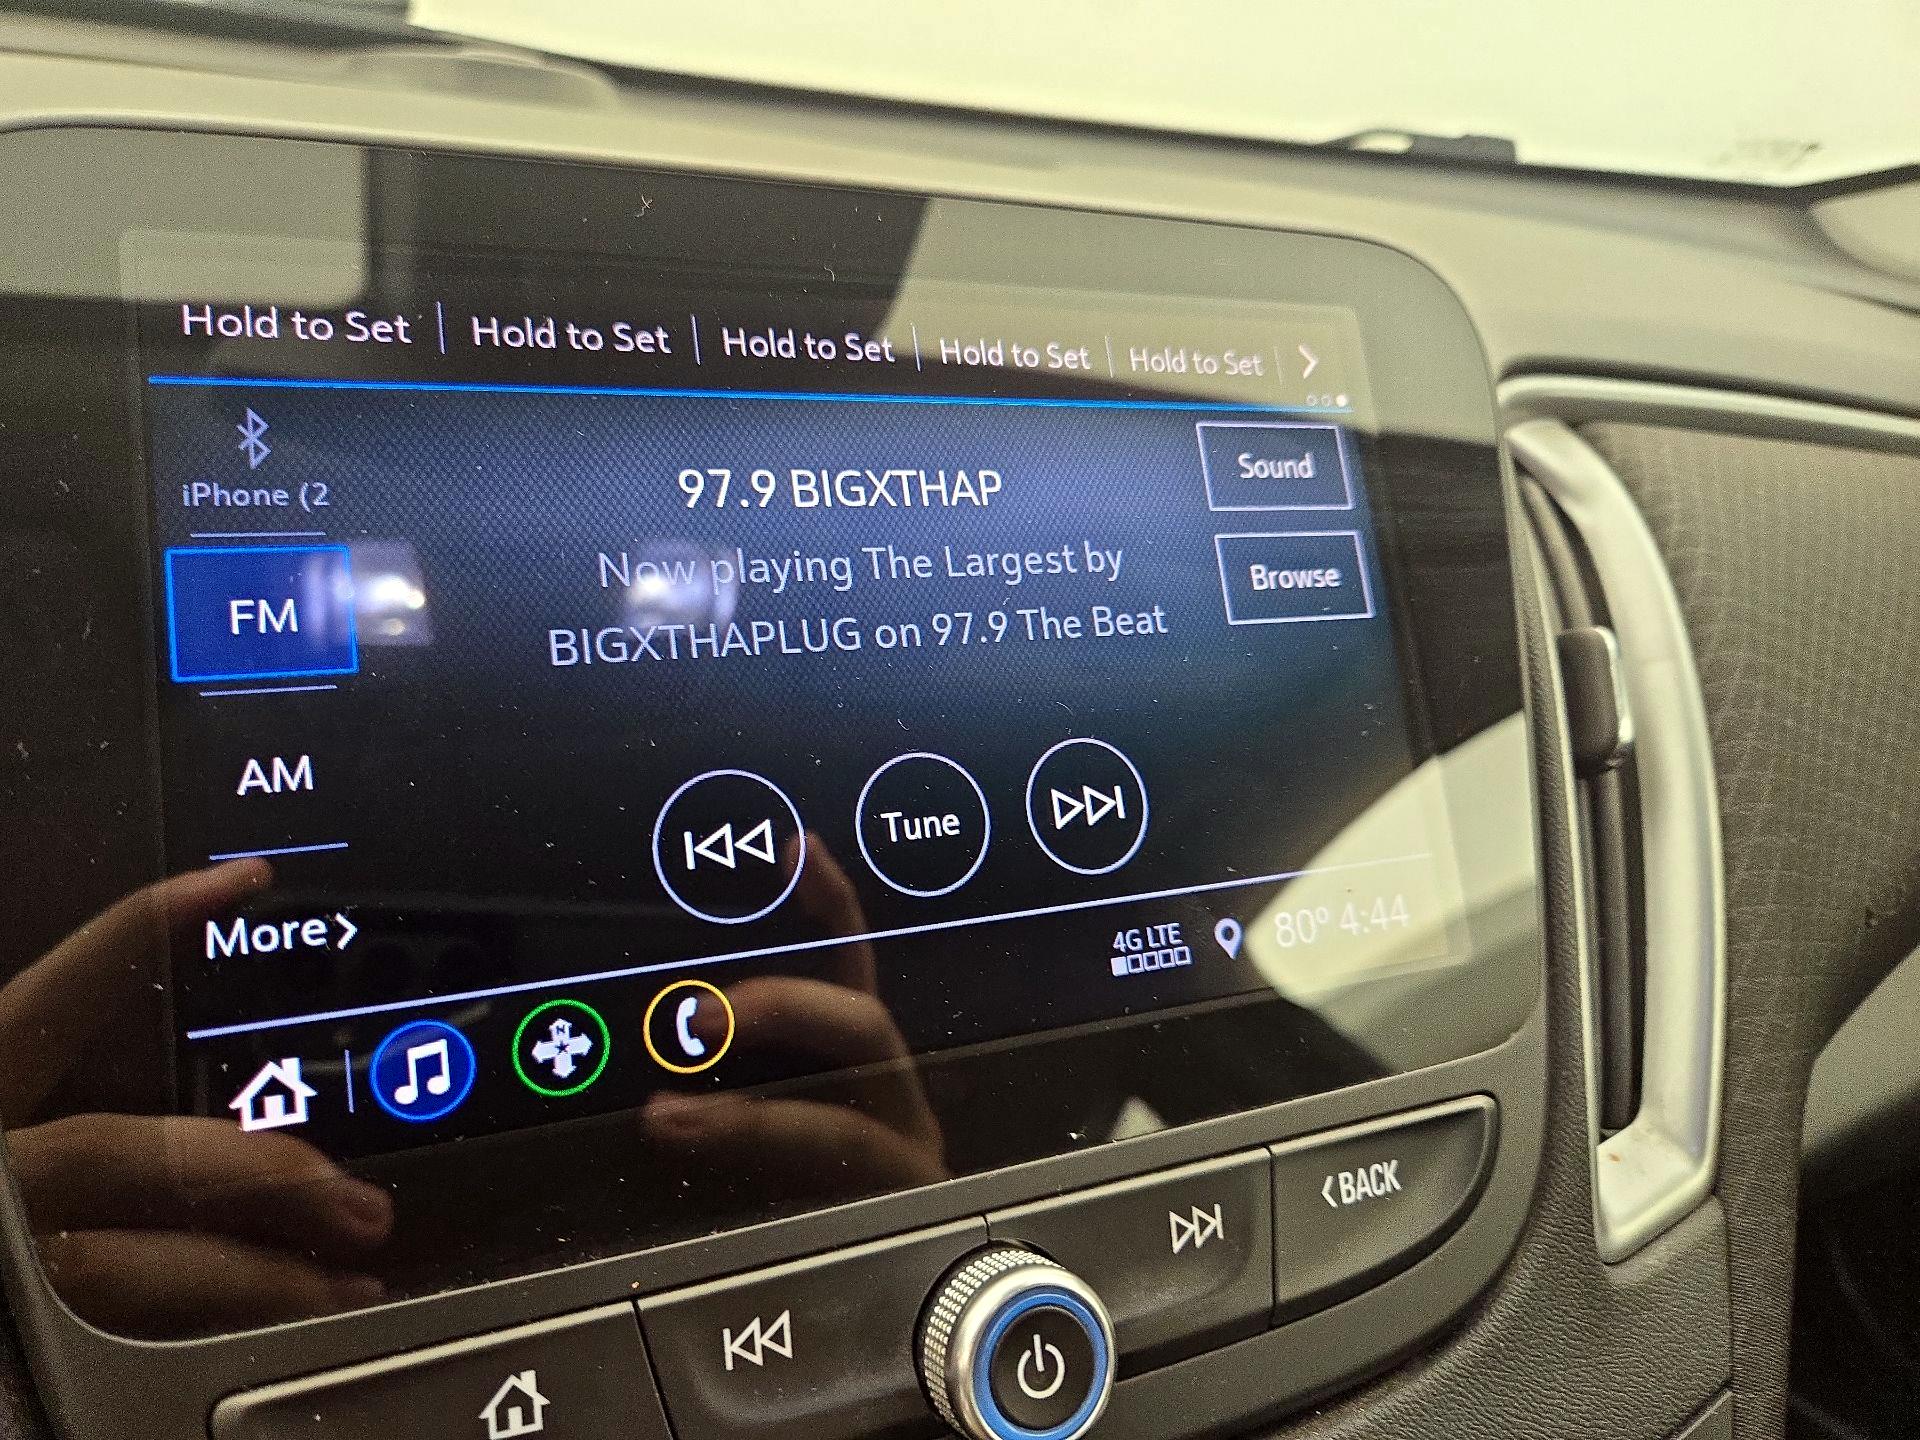 Hold to Set | Hold to Set | Hold to Set | Hold to Set | Hold to Set
iPhone (2
97.9 BIGXTHAP
Sound
Now playing The Largest by
BIGXTHAPLUG on 97.9 The Beat
Browse
FM
AM
Tune
More
4G LTE
80° 4:44
N
BACK